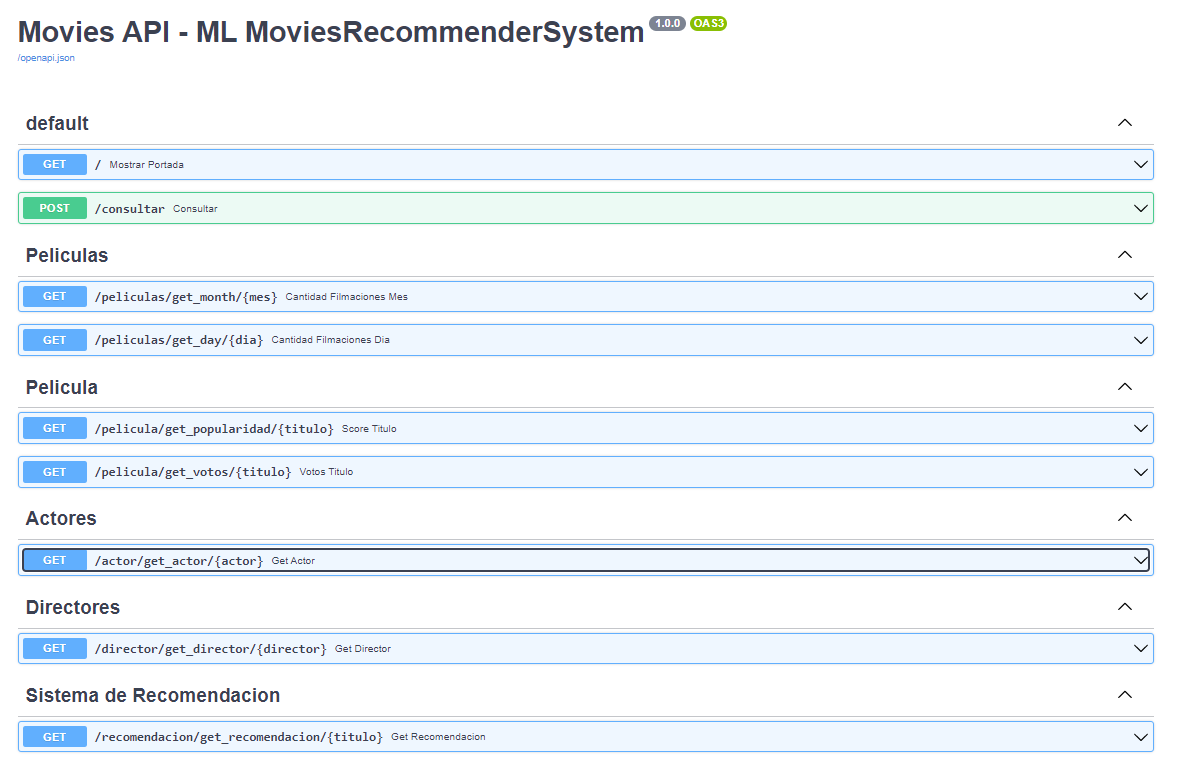 Movies API - ML MoviesRecommenderSystem 1.0.0 OAS3
/openapi.json
default
GET / Mostrar Portada
POST /consultar Consultar
Peliculas
GET /peliculas/get_month/{mes} Cantidad Filmaciones Mes
GET /peliculas/get_day/{dia} Cantidad Filmaciones Dia
Pelicula
GET /pelicula/get_popularidad/{titulo} Score Titulo
GET /pelicula/get_votos/{titulo} Votos Titulo
Actores
GET /actor/get_actor/{actor} Get Actor
Directores
GET /director/get_director/{director} Get Director
Sistema de Recomendacion
GET /recomendacion/get_recomendacion/{titulo} Get Recomendacion